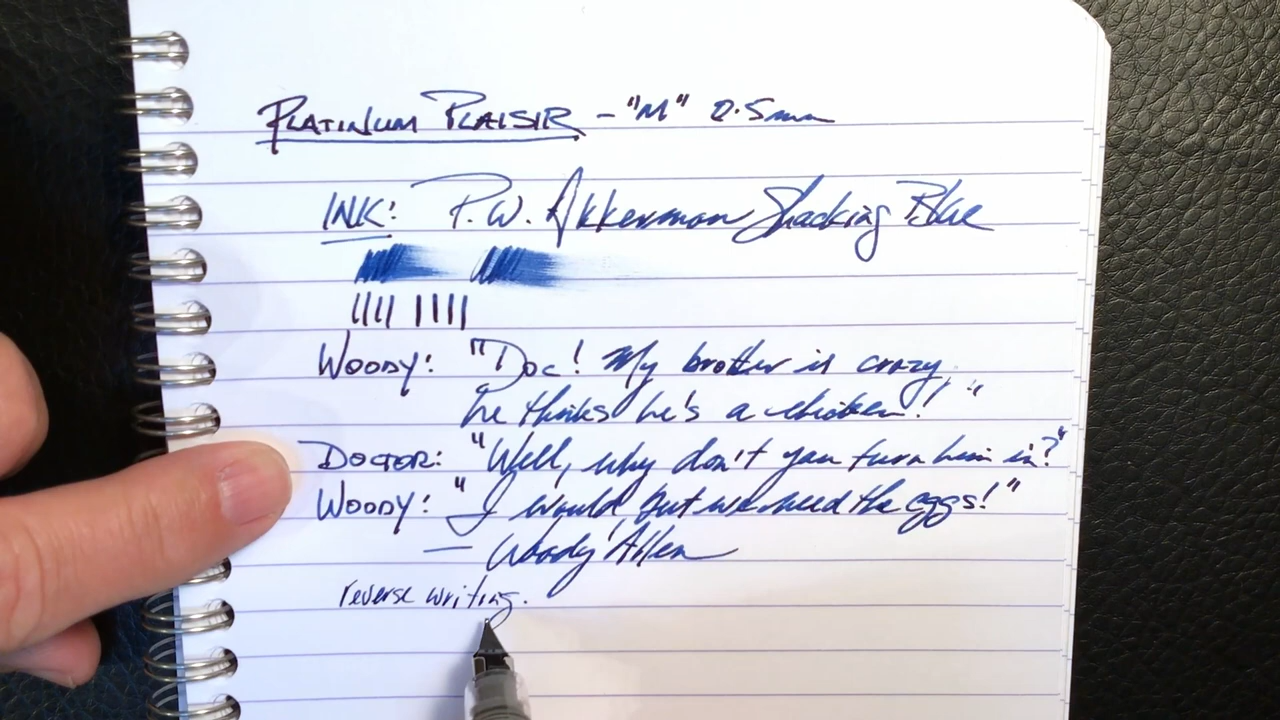 PLATINUM PLAISIR - "M" 0.5mm
INK: P.W. Akkerman Shocking Blue
WOODY: "Doc! My brother is crazy,
he thinks he's a chicken!"
DOCTOR: "Well, why don't you turn him in?"
WOODY: "I would but we need the eggs!"
— Woody Allen
reverse writing.